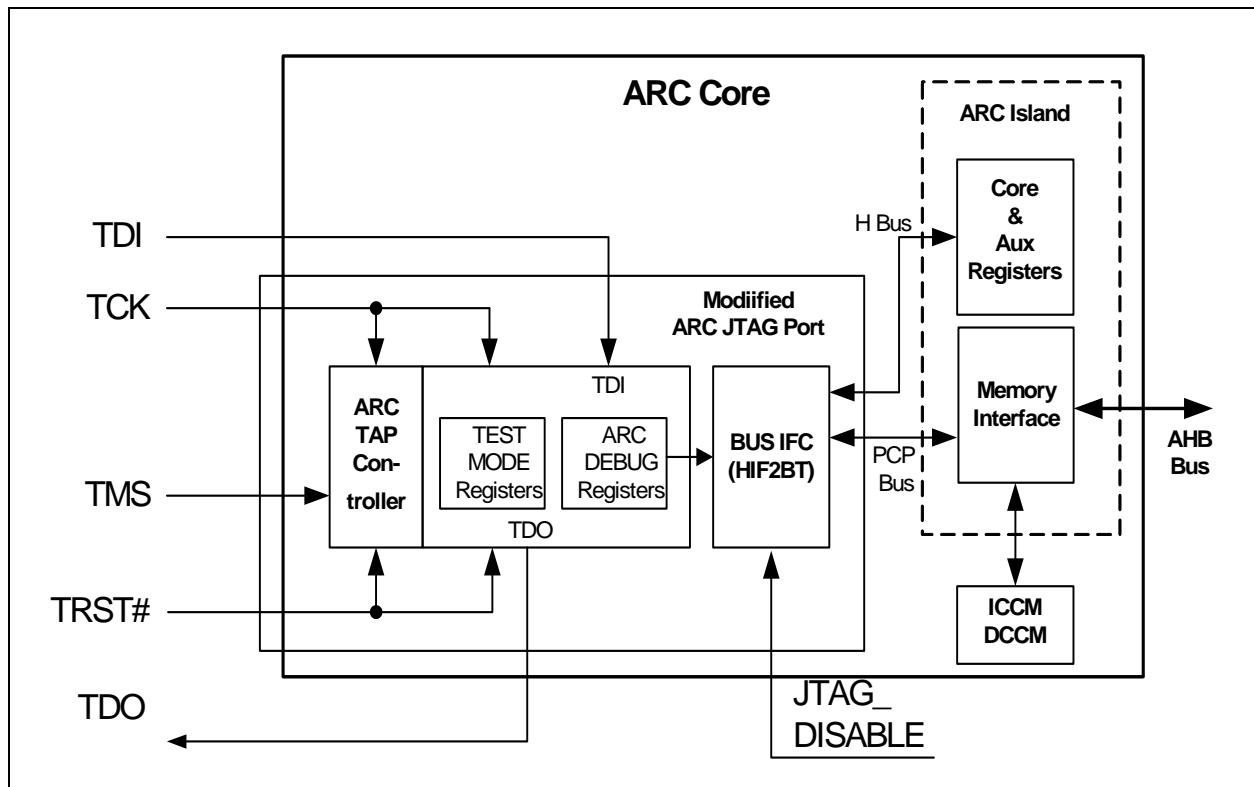 ARC Core
ARC Island
Core
&
Aux
Registers
H Bus
TDI
TCK
Modiified
ARC JTAG Port
TDI
ARC
TAP
Con-
troller
TEST
MODE
Registers
ARC
DEBUG
Registers
BUS IFC
(HIF2BT)
Memory
Interface
PCP
Bus
AHB
Bus
TMS
TDO
TRST#
ICCM
DCCM
TDO
JTAG_
DISABLE